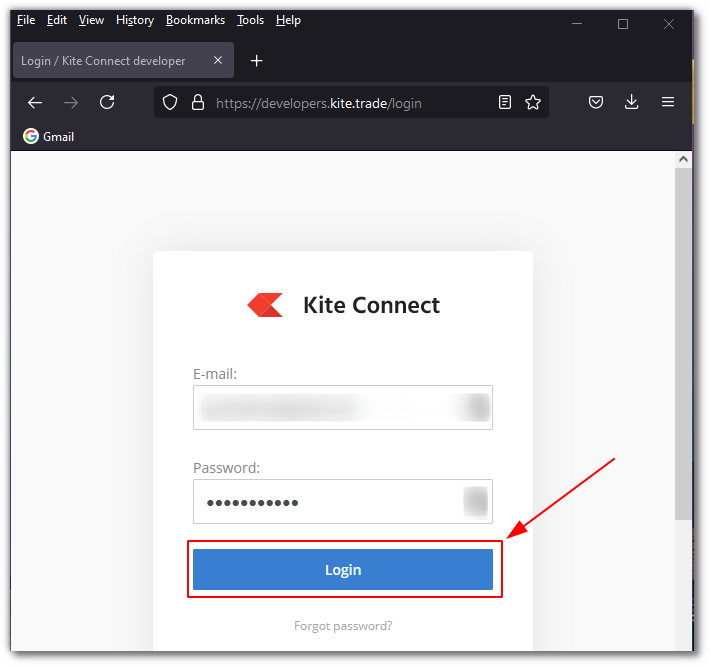 File Edit View History Bookmarks Tools Help
Login / Kite Connect developer
https://developers.kite.trade/login
Gmail
Kite Connect
E-mail:
Password:
Login
Forgot password?